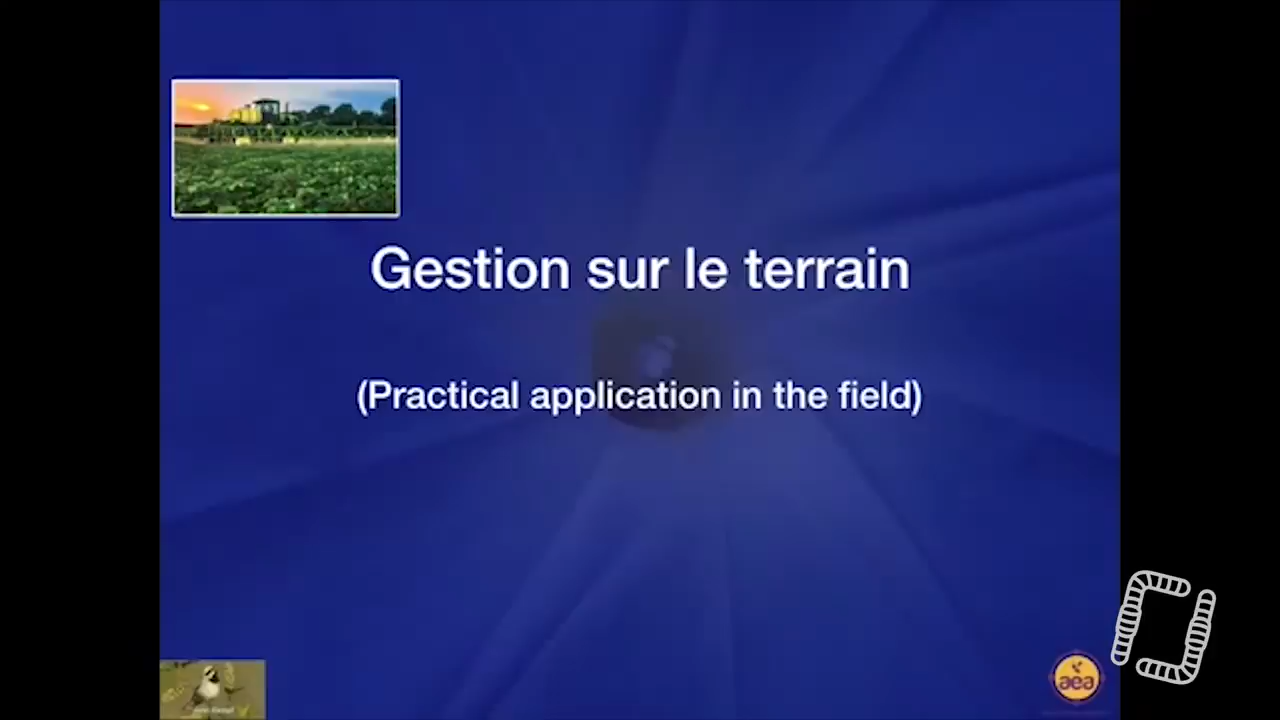 Gestion sur le terrain
(Practical application in the field)
aea